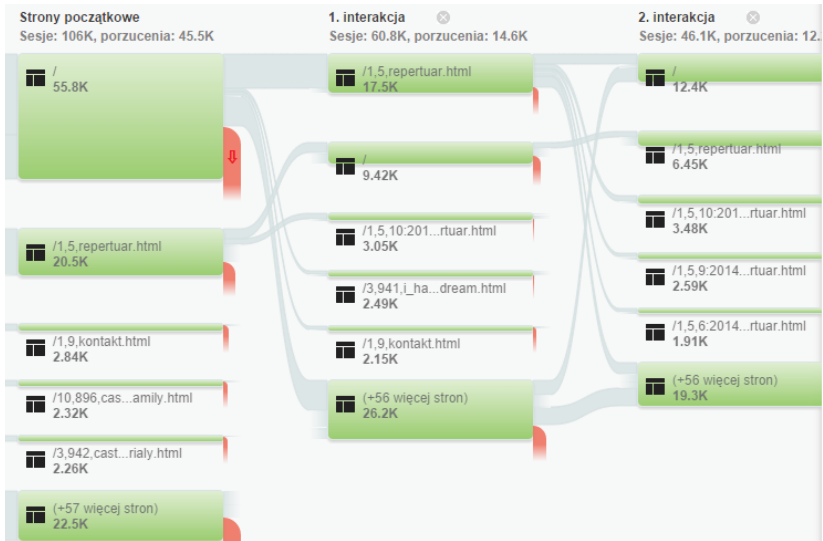 Strony początkowe
Sesje: 106K, porzucenia: 45.5K
/
55.8K
/1,5,repertuar.html
20.5K
/1,9,kontakt.html
2.84K
/10,896,cas...amily.html
2.32K
/3,942,cast...rialy.html
2.26K
(+57 więcej stron)
22.5K
1. interakcja
Sesje: 60.8K, porzucenia: 14.6K
/1,5,repertuar.html
17.5K
/
9.42K
/1,5,10:201...rtuar.html
3.05K
/3,941,i_ha...dream.html
2.49K
/1,9,kontakt.html
2.15K
(+56 więcej stron)
26.2K
2. interakcja
Sesje: 46.1K, porzucenia: 12.
/
12.4K
/1,5,repertuar.html
6.45K
/1,5,10:201...rtuar.html
3.48K
/1,5,9:2014...rtuar.html
2.59K
/1,5,6:2014...rtuar.html
1.91K
(+56 więcej stron)
19.3K